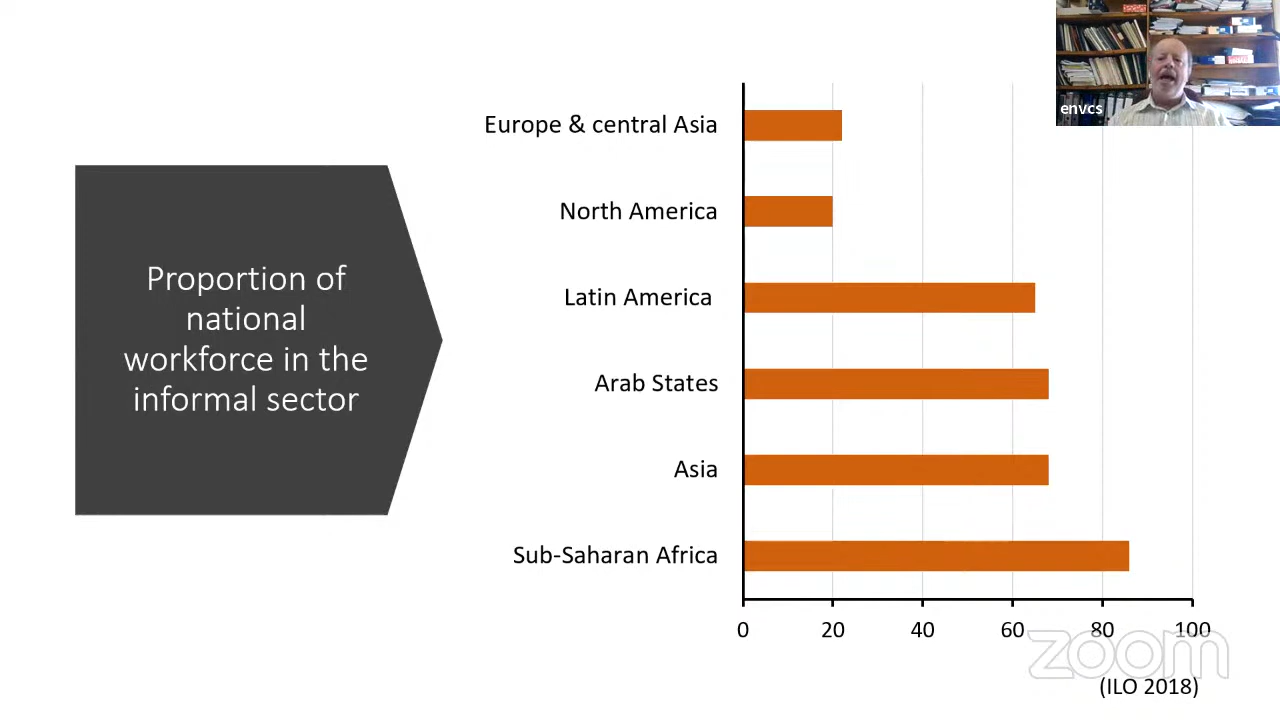 envcs
Proportion of
national
workforce in the
informal sector
Europe & central Asia
North America
Latin America
Arab States
Asia
Sub-Saharan Africa
0 20 40 60 80 100
zoom
(ILO 2018)